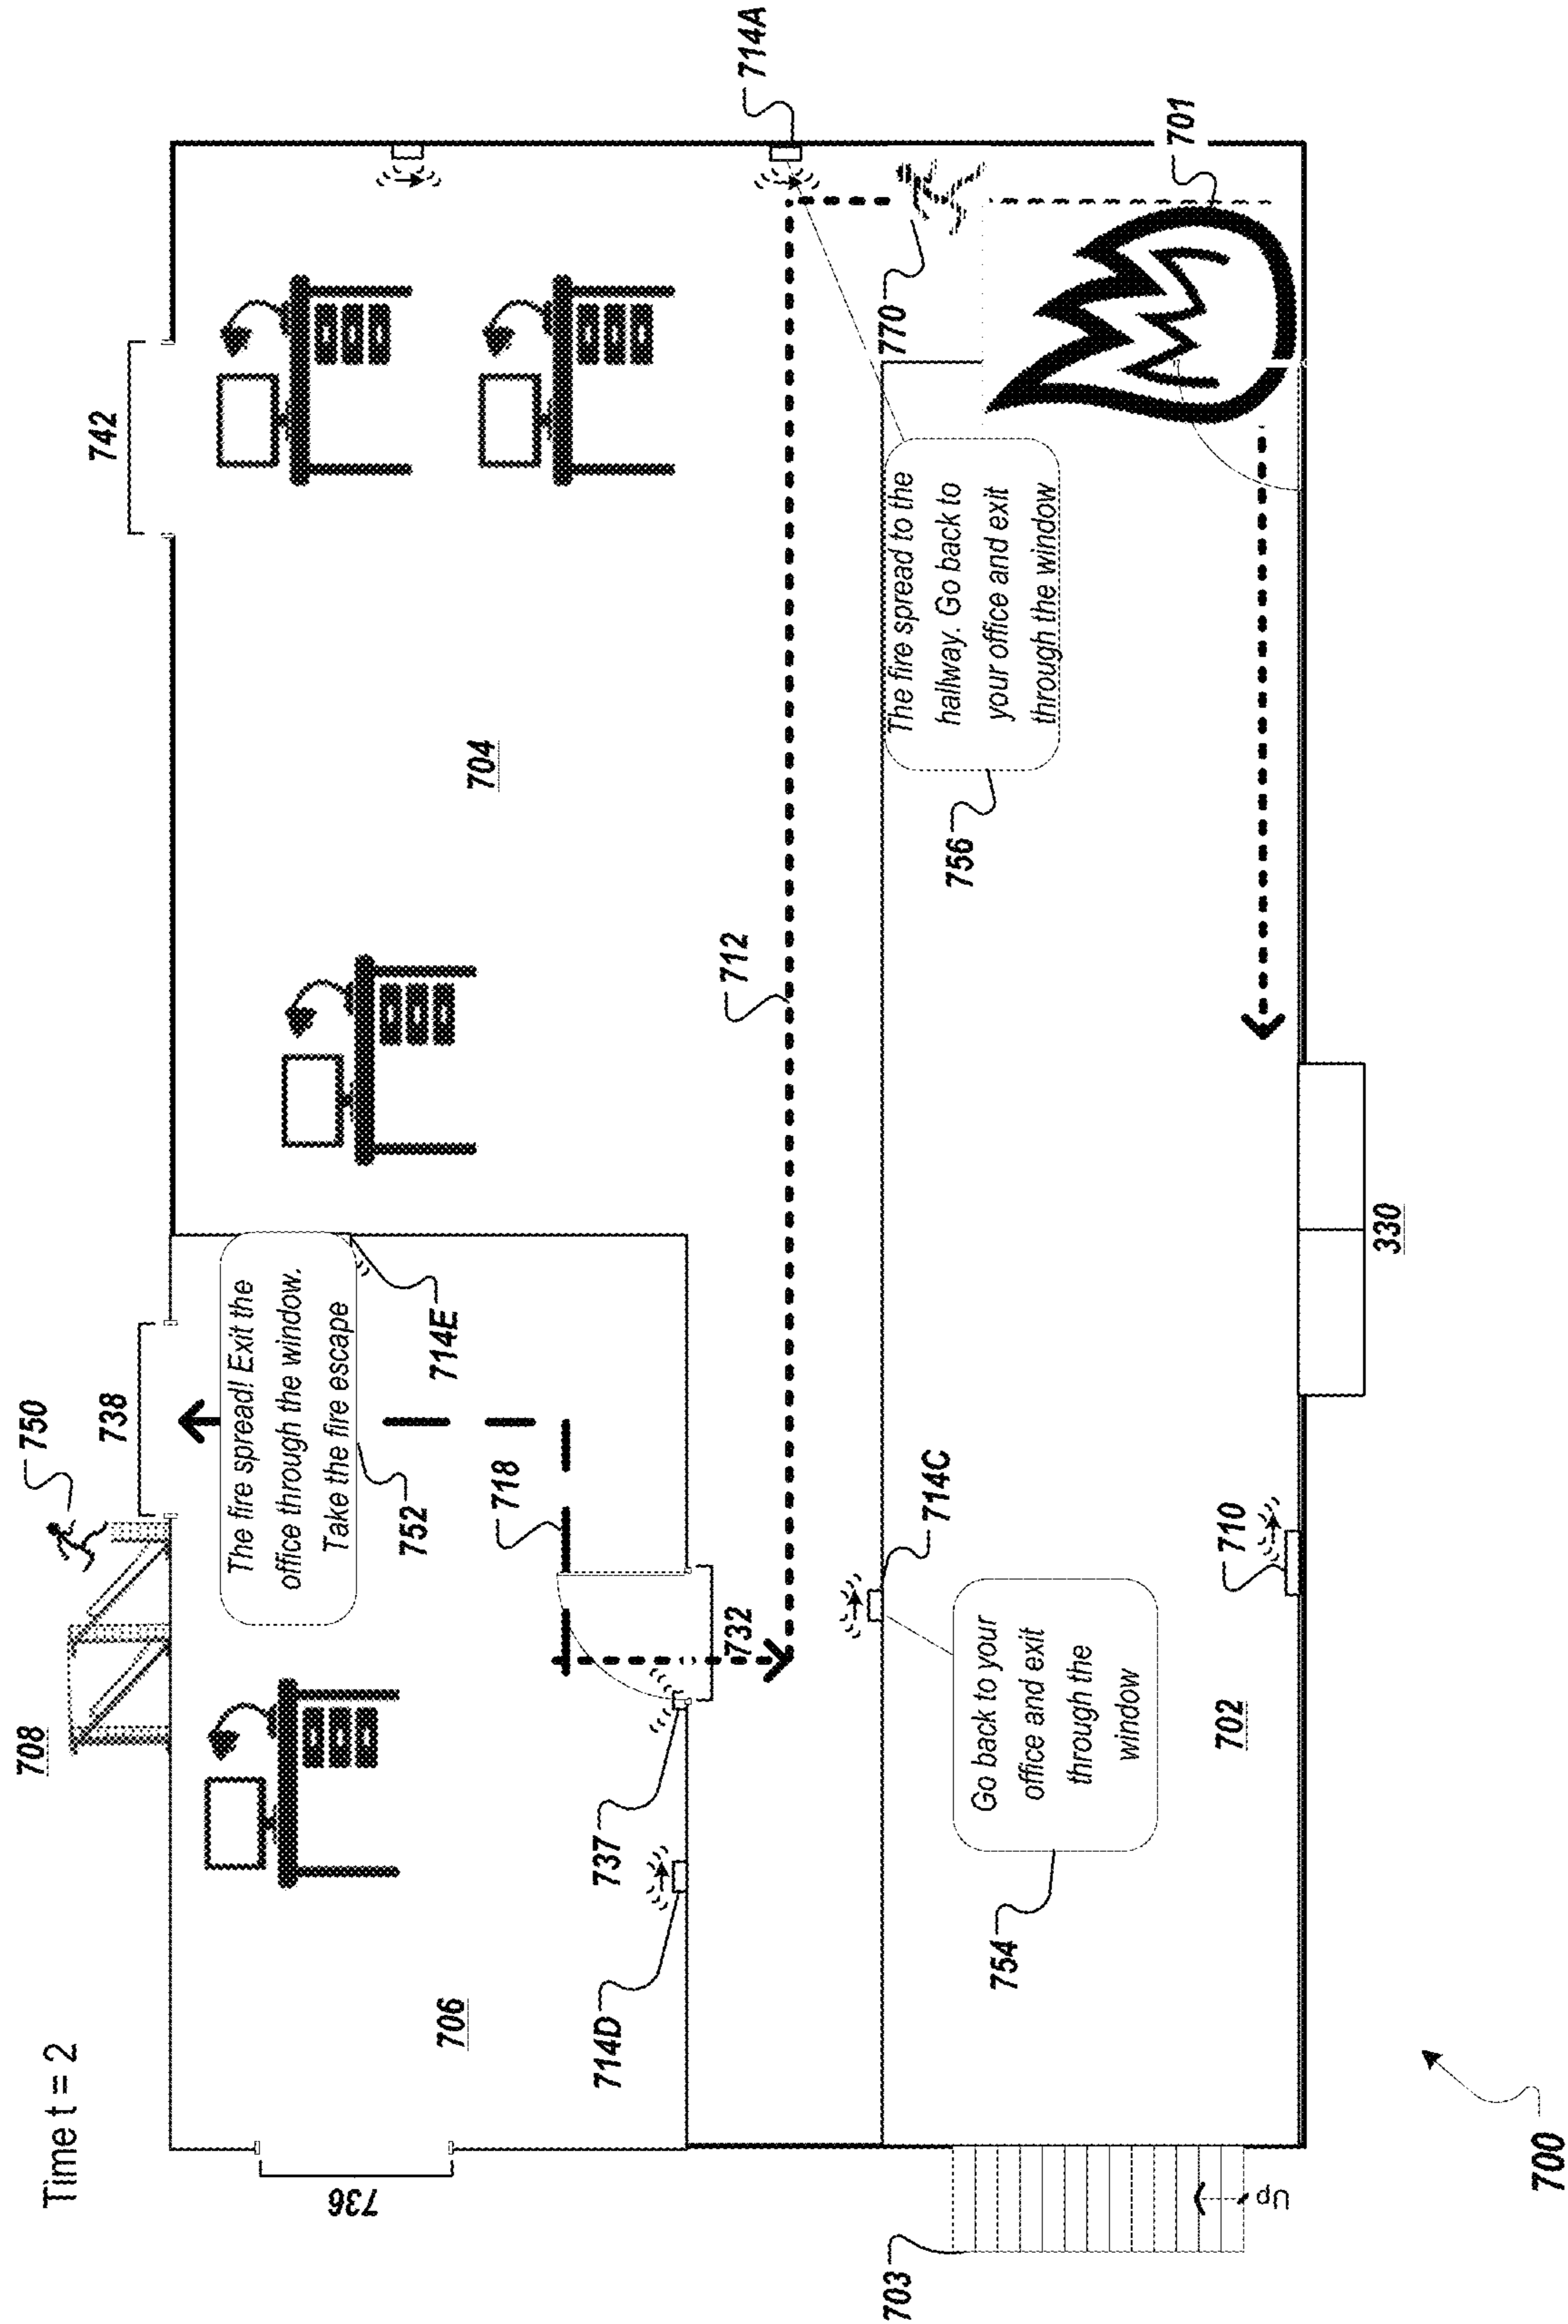 Time t = 2
708
750
738
742
736
706
The fire spread! Exit the
office through the window.
Take the fire escape
752
714E
718
704
714D
737
732
712
714A
770
714C
The fire spread to the
hallway. Go back to
your office and exit
through the window
756
701
Go back to your
office and exit
through the
window
754
702
710
703
Up
330
700